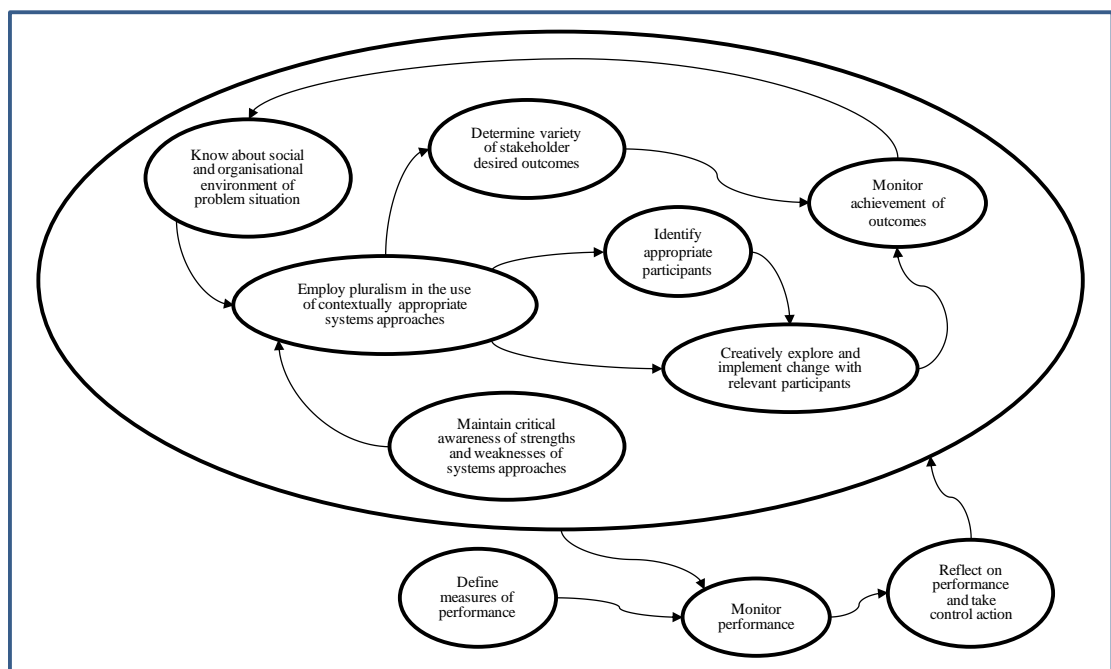 Know about social
and organisational
environment of
problem situation
Determine variety
of stakeholder
desired outcomes
Monitor
achievement of
outcomes
Identify
appropriate
participants
Employ pluralism in the use
of contextually appropriate
systems approaches
Creatively explore and
implement change with
relevant participants
Maintain critical
awareness of strengths
and weaknesses of
systems approaches
Define
measures of
performance
Monitor
performance
Reflect on
performance
and take
control action